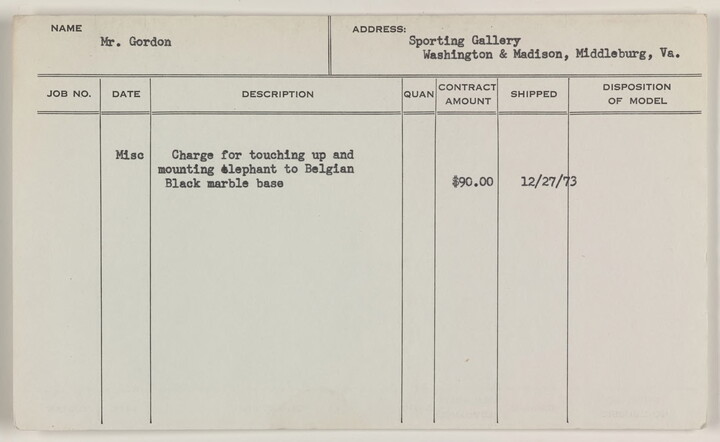 NAME
Mr. Gordon
ADDRESS:
Sporting Gallery
Washington & Madison, Middleburg, Va.
JOB NO. DATE DESCRIPTION QUAN CONTRACT AMOUNT SHIPPED DISPOSITION OF MODEL
Misc Charge for touching up and
mounting elephant to Belgian
Black marble base $90.00 12/27/73